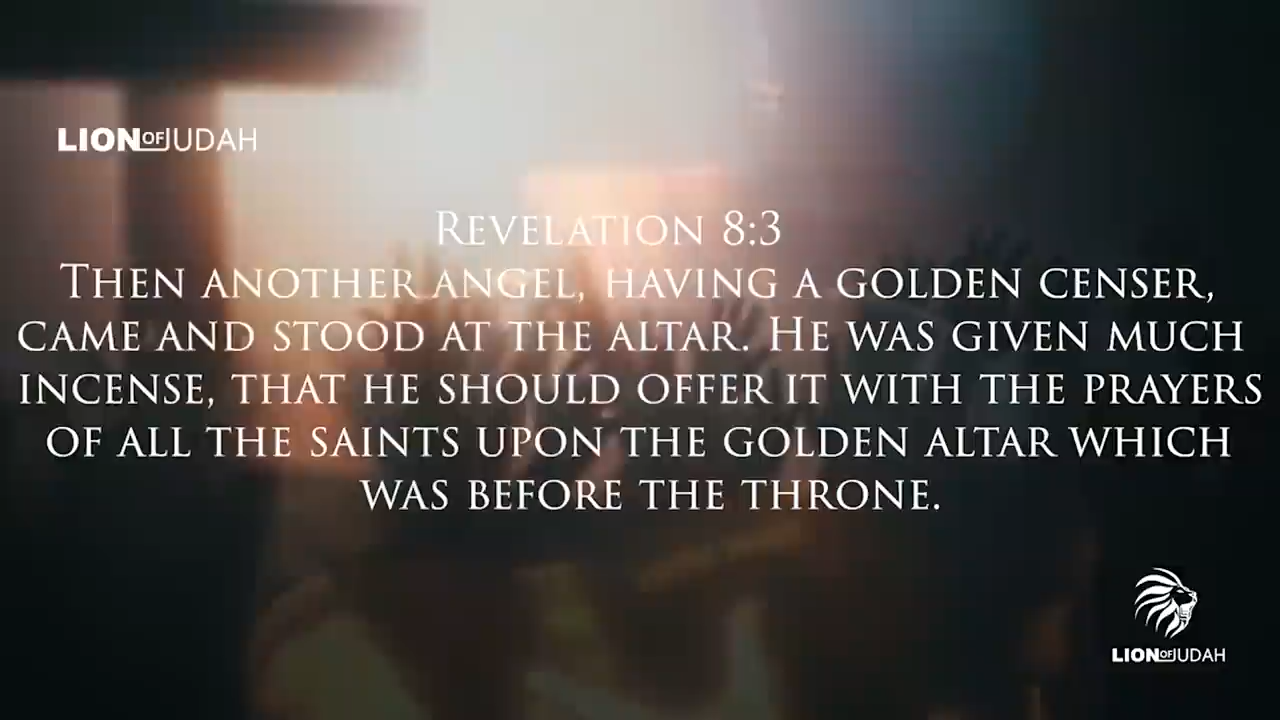 LION OF JUDAH
REVELATION 8:3
THEN ANOTHER ANGEL, HAVING A GOLDEN CENSER,
CAME AND STOOD AT THE ALTAR. HE WAS GIVEN MUCH
INCENSE, THAT HE SHOULD OFFER IT WITH THE PRAYERS
OF ALL THE SAINTS UPON THE GOLDEN ALTAR WHICH
WAS BEFORE THE THRONE.
LION OF JUDAH